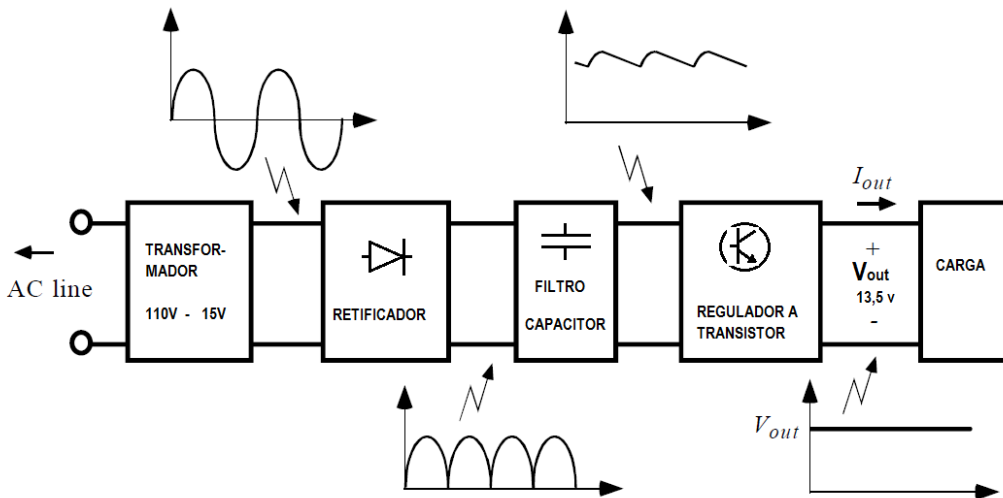 AC line
TRANSFOR-
MADOR
110V - 15V
RETIFICADOR
FILTRO
CAPACITOR
REGULADOR A
TRANSISTOR
Iout
+
Vout
13,5 v
-
CARGA
Vout